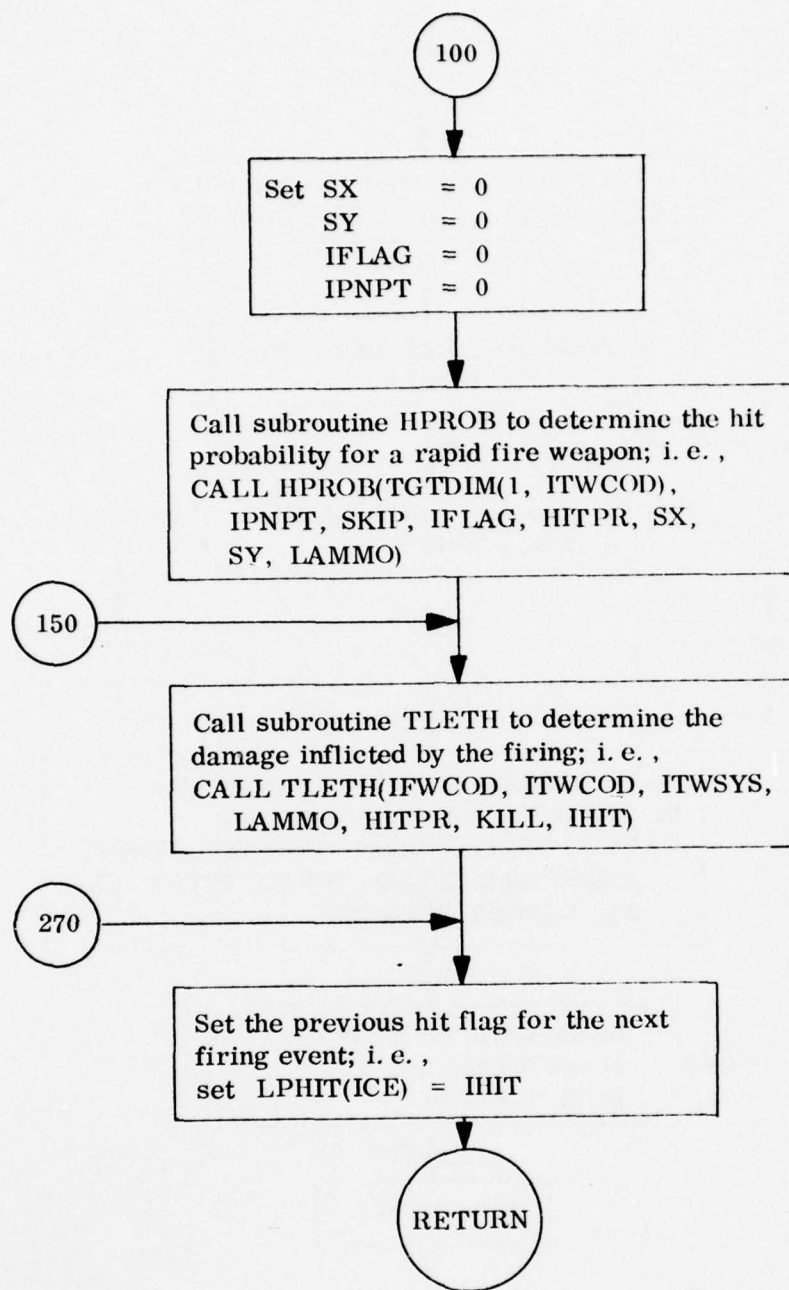 100
Set SX = 0
SY = 0
IFLAG = 0
IPNPT = 0
Call subroutine HPROB to determine the hit
probability for a rapid fire weapon; i. e. ,
CALL HPROB(TGTDIM(1, ITWCOD),
IPNPT, SKIP, IFLAG, HITPR, SX,
SY, LAMMO)
150
Call subroutine TLETH to determine the
damage inflicted by the firing; i. e. ,
CALL TLETH(IFWCOD, ITWCOD, ITWSYS,
LAMMO, HITPR, KILL, IHIT)
270
Set the previous hit flag for the next
firing event; i. e. ,
set LPHIT(ICE) = IHIT
RETURN